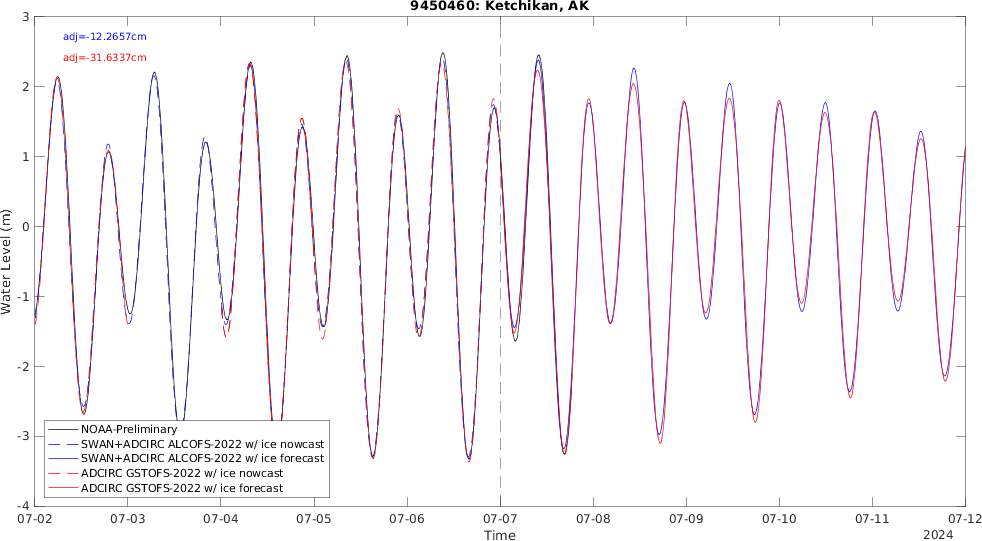 9450460: Ketchikan, AK
adj=-12.2657cm
adj=-31.6337cm
3
2
1
0
-1
-2
-3
-4
Water Level (m)
NOAA-Preliminary
SWAN+ADCIRC ALCOFS-2022 w/ ice nowcast
SWAN+ADCIRC ALCOFS-2022 w/ ice forecast
ADCIRC GSTOFS-2022 w/ ice nowcast
ADCIRC GSTOFS-2022 w/ ice forecast
07-02 07-03 07-04 07-05 07-06 07-07 07-08 07-09 07-10 07-11 07-12
Time
2024